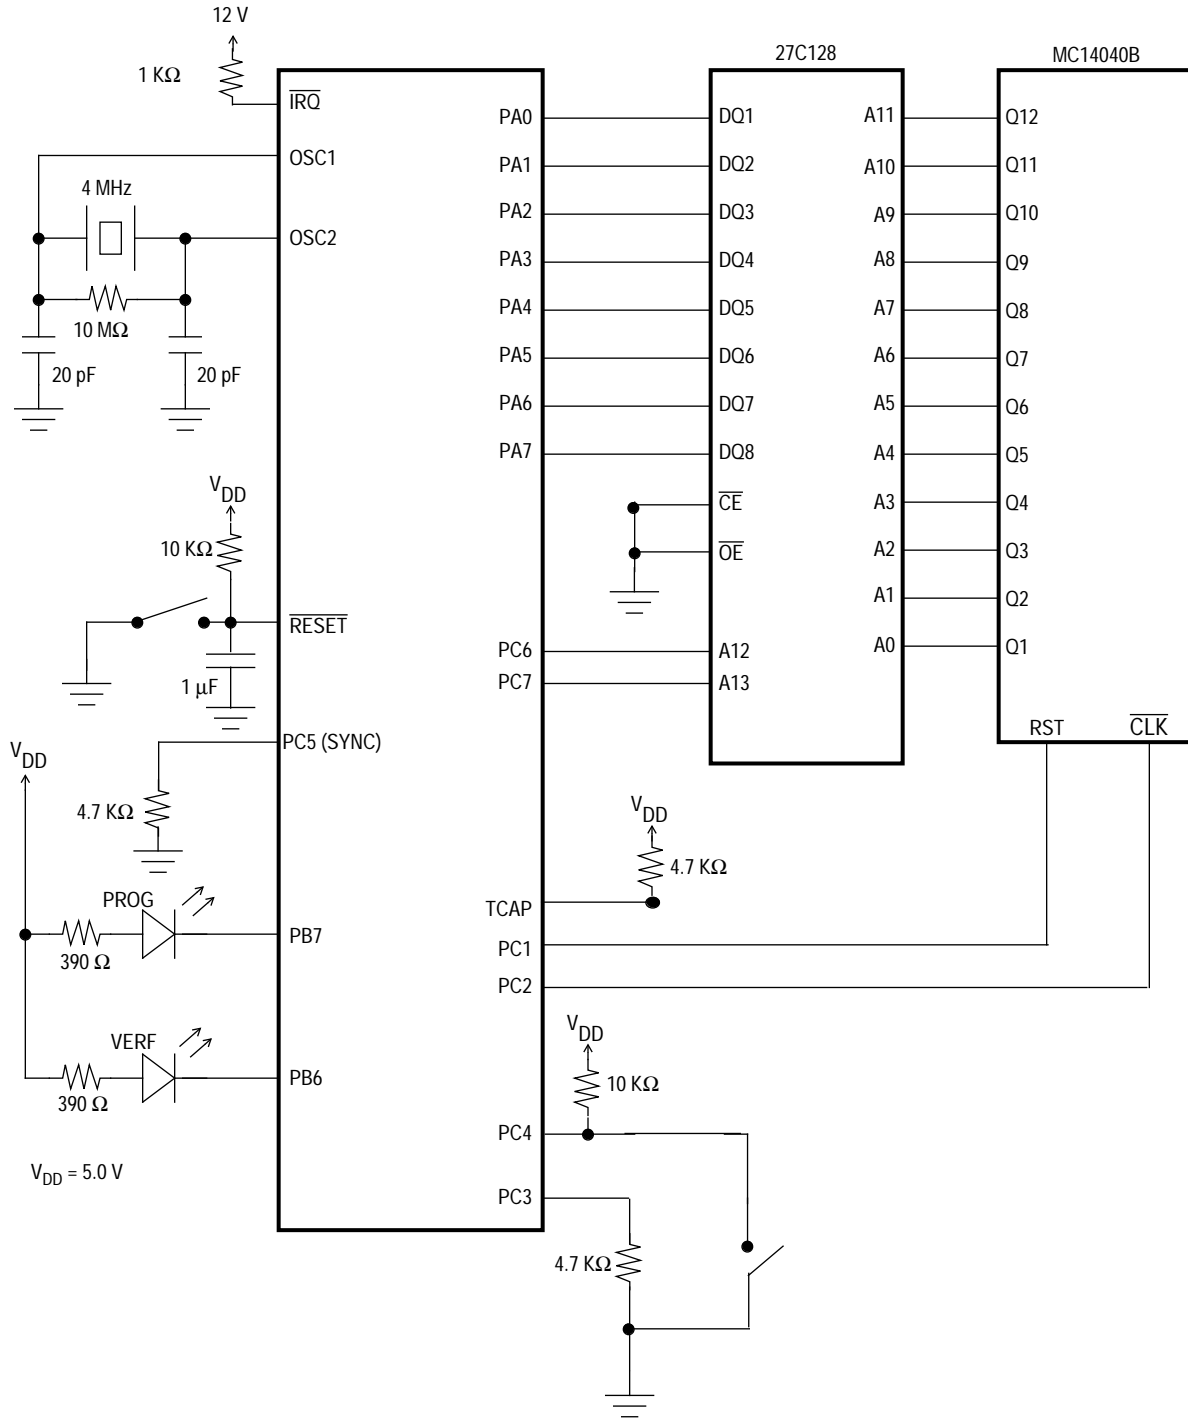 12 V
1 KΩ
IRQ
OSC1
4 MHz
OSC2
10 MΩ
20 pF
20 pF
VDD
10 KΩ
RESET
1 μF
PC5 (SYNC)
VDD
4.7 KΩ
PROG
PB7
390 Ω
VERF
PB6
390 Ω
VDD = 5.0 V
PA0
PA1
PA2
PA3
PA4
PA5
PA6
PA7
PC6
PC7
TCAP
PC1
PC2
PC4
PC3
27C128
DQ1
DQ2
DQ3
DQ4
DQ5
DQ6
DQ7
DQ8
CE
OE
A12
A13
A11
A10
A9
A8
A7
A6
A5
A4
A3
A2
A1
A0
MC14040B
Q12
Q11
Q10
Q9
Q8
Q7
Q6
Q5
Q4
Q3
Q2
Q1
RST
CLK
VDD
4.7 KΩ
VDD
10 KΩ
4.7 KΩ